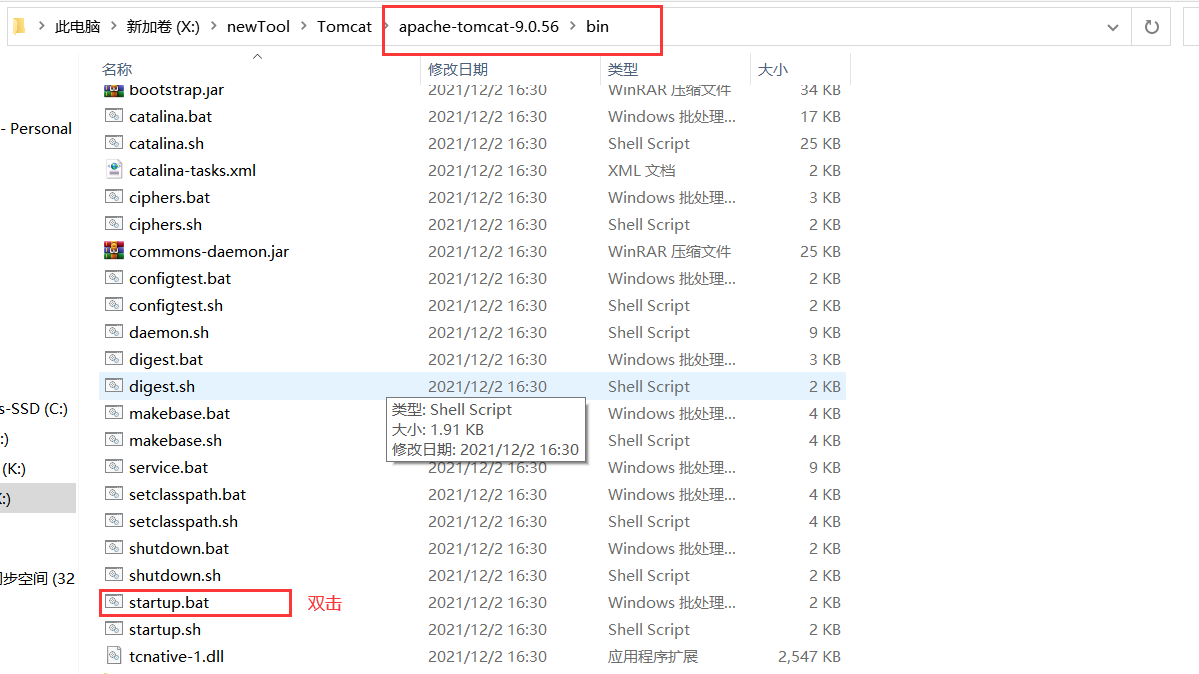 此电脑 新加卷 (X:) newTool Tomcat apache-tomcat-9.0.56 bin
名称 修改日期 类型 大小
bootstrap.jar 2021/12/2 16:30 WinRAR 压缩文件 34 KB
catalina.bat 2021/12/2 16:30 Windows 批处理... 17 KB
- Personal
catalina.sh 2021/12/2 16:30 Shell Script 25 KB
catalina-tasks.xml 2021/12/2 16:30 XML 文档 2 KB
ciphers.bat 2021/12/2 16:30 Windows 批处理... 3 KB
ciphers.sh 2021/12/2 16:30 Shell Script 2 KB
commons-daemon.jar 2021/12/2 16:30 WinRAR 压缩文件 25 KB
configtest.bat 2021/12/2 16:30 Windows 批处理... 2 KB
configtest.sh 2021/12/2 16:30 Shell Script 2 KB
daemon.sh 2021/12/2 16:30 Shell Script 9 KB
digest.bat 2021/12/2 16:30 Windows 批处理... 3 KB
digest.sh 2021/12/2 16:30 Shell Script 2 KB
类型: Shell Script
大小: 1.91 KB
修改日期: 2021/12/2 16:30
s-SSD (C:)
makebase.bat Windows 批处理... 4 KB
:)
makebase.sh Shell Script 4 KB
(K:)
service.bat 2021/12/2 16:30 Windows 批处理... 9 KB
:)
setclasspath.bat 2021/12/2 16:30 Windows 批处理... 4 KB
setclasspath.sh 2021/12/2 16:30 Shell Script 4 KB
shutdown.bat 2021/12/2 16:30 Windows 批处理... 2 KB
步空间 (32
shutdown.sh 2021/12/2 16:30 Shell Script 2 KB
startup.bat 双击 2021/12/2 16:30 Windows 批处理... 2 KB
startup.sh 2021/12/2 16:30 Shell Script 2 KB
tcnative-1.dll 2021/12/2 16:30 应用程序扩展 2,547 KB